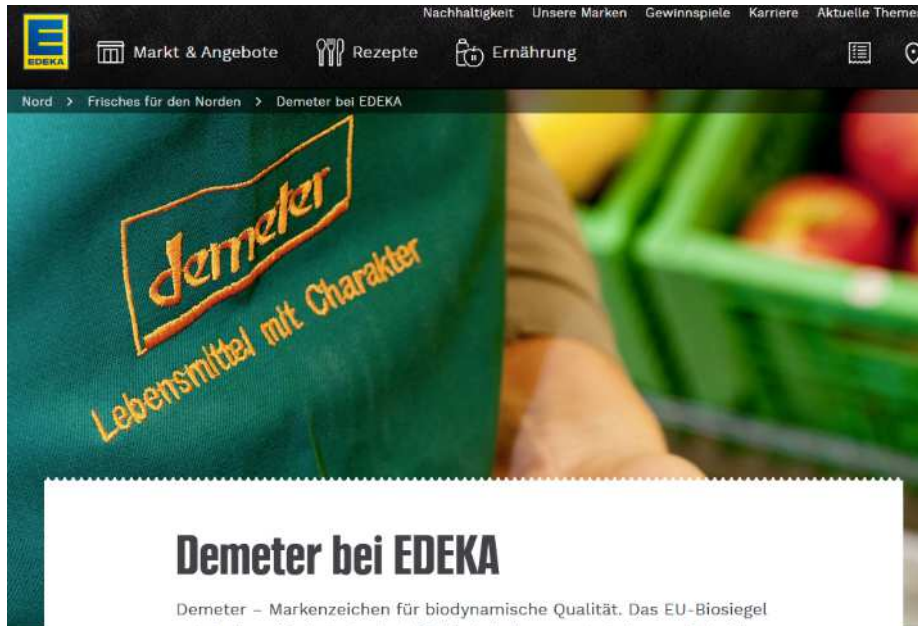 Nachhaltigkeit Unsere Marken Gewinnspiele Karriere Aktuelle Theme
EDEKA Markt & Angebote Rezepte Ernährung
Nord > Frisches für den Norden > Demeter bei EDEKA
demeter
Lebensmittel mit Charakter
Demeter bei EDEKA
Demeter – Markenzeichen für biodynamische Qualität. Das EU-Biosiegel